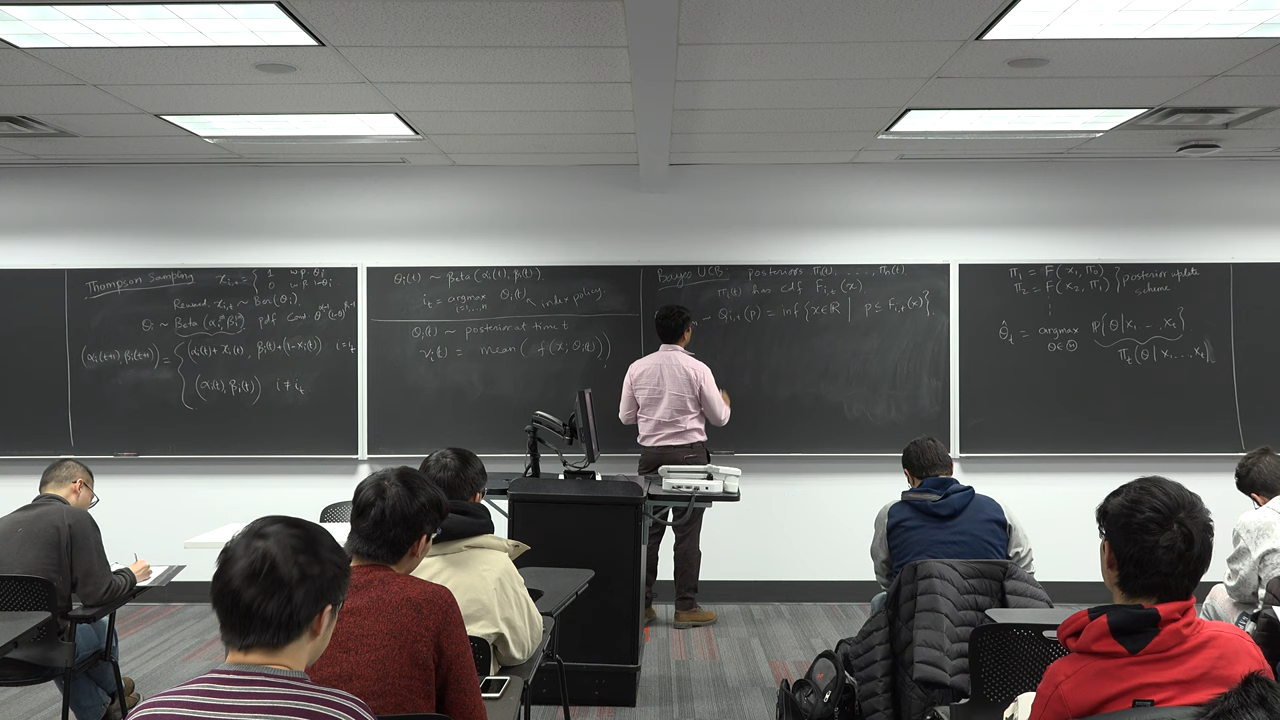 Thompson Sampling x_{i,t} = { 1 w.p. θ_i
0 w.p. 1-θ_i
Reward x_{i,t} ~ Ber(θ_i)
θ_i ~ Beta(α_i, β_i) pdf
(α_i(t+1), β_i(t+1)) = { (α_i(t) + x_i(t), β_i(t) + (1-x_i(t)) i = i_t
(α_i(t), β_i(t)) i ≠ i_t
θ_i(t) ~ Beta(α_i(t), β_i(t))
i_t = argmax θ_i(t) index policy
θ_i(t) ~ posterior at time t
v_i(t) = mean(f(x; θ_i(t)))
Bayes UCB: posteriors Π_1(t), ..., Π_n(t)
Π_i(t) has cdf F_{i,t}(x)
Q_{i,t}(p) = inf {x∈ℝ | p ≤ F_{i,t}(x)}
Π_1 = F(x_1, Π_0)
Π_2 = F(x_2, Π_1) } posterior update
scheme
⋮
θ̂_t = argmax ℙ{θ | x_1, ..., x_t}
θ∈Θ
Π_t(θ | x_1, ..., x_t)